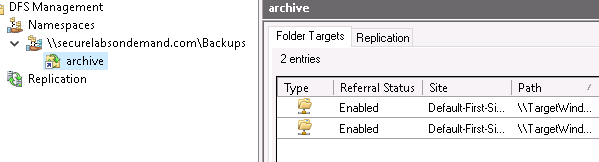 DFS Management
Namespaces
\\securelabsondemand.com\Backups
archive
Replication
archive
Folder Targets Replication
2 entries
Type Referral Status Site Path
Enabled Default-First-Si... \\TargetWind...
Enabled Default-First-Si... \\TargetWind...